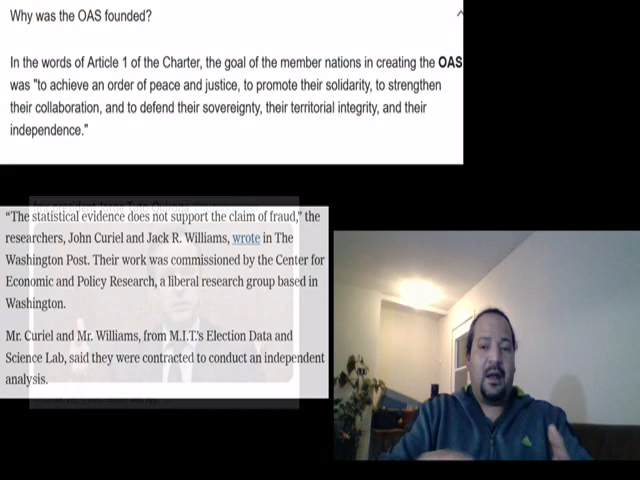 Why was the OAS founded?
In the words of Article 1 of the Charter, the goal of the member nations in creating the OAS
was "to achieve an order of peace and justice, to promote their solidarity, to strengthen
their collaboration, and to defend their sovereignty, their territorial integrity, and their
independence."
“The statistical evidence does not support the claim of fraud,” the
researchers, John Curiel and Jack R. Williams, wrote in The
Washington Post. Their work was commissioned by the Center for
Economic and Policy Research, a liberal research group based in
Washington.
Mr. Curiel and Mr. Williams, from M.I.T.’s Election Data and
Science Lab, said they were contracted to conduct an independent
analysis.